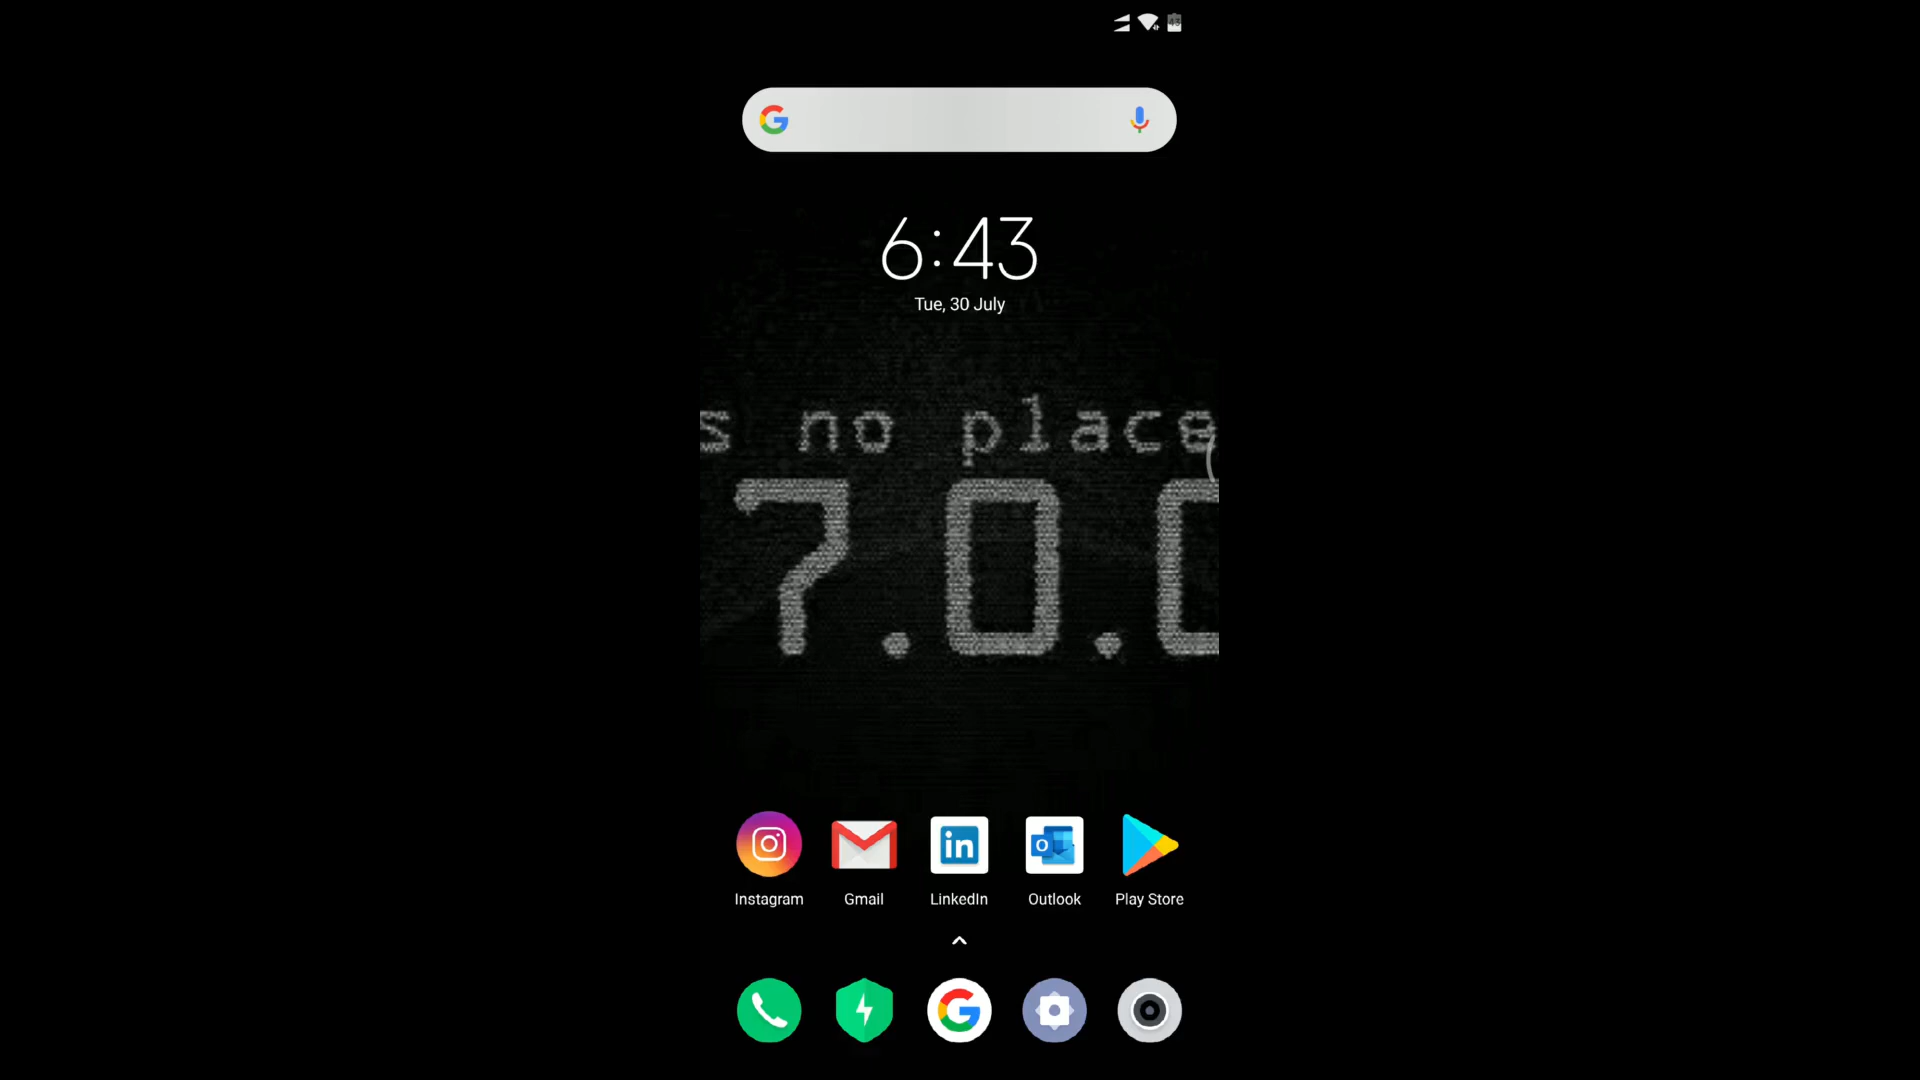 6:43
Tue, 30 July
s no place
7.0.0
Instagram
Gmail
LinkedIn
Outlook
Play Store